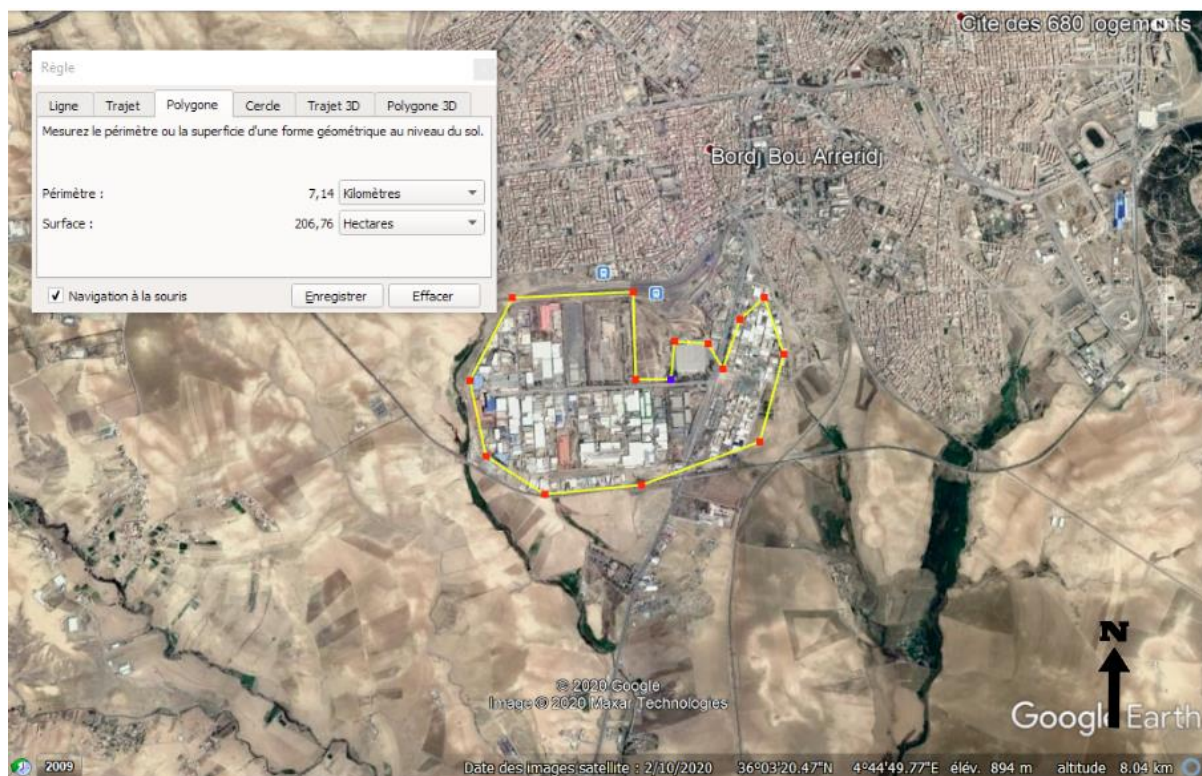 Cite des 680 logements
N
Règle
Ligne Trajet Polygone Cercle Trajet 3D Polygone 3D
Mesurez le périmètre ou la superficie d'une forme géométrique au niveau du sol.
Périmètre : 7,14 Kilomètres
Surface : 206,76 Hectares
Navigation à la souris Enregistrer Effacer
Bordj Bou Arreridj
N
© 2020 Google
Image © 2020 Maxar Technologies
Google Earth
2009 Date des images satellite : 2/10/2020 36°03'20.47"N 4°44'49.77"E élév. 894 m altitude 8.04 km